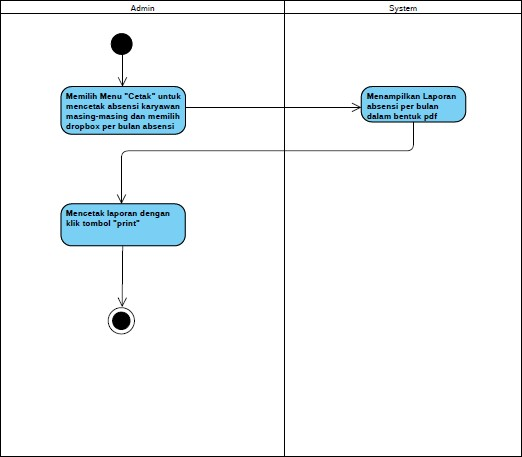 Admin
System
Memilih Menu "Cetak" untuk
mencetak absensi karyawan
masing-masing dan memilih
dropbox per bulan absensi
Menampilkan Laporan
absensi per bulan
dalam bentuk pdf
Mencetak laporan dengan
klik tombol "print"